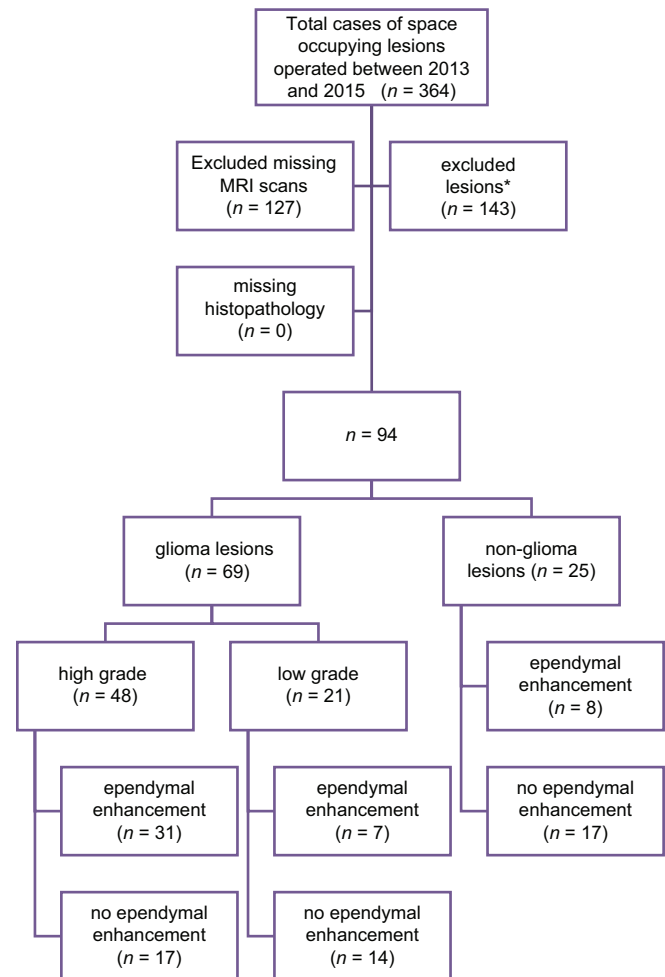 Total cases of space
occupying lesions
operated between 2013
and 2015 (n = 364)
Excluded missing
MRI scans
(n = 127)
excluded
lesions*
(n = 143)
missing
histopathology
(n = 0)
n = 94
glioma lesions
(n = 69)
non-glioma
lesions (n = 25)
high grade
(n = 48)
low grade
(n = 21)
ependymal
enhancement
(n = 8)
ependymal
enhancement
(n = 31)
ependymal
enhancement
(n = 7)
no ependymal
enhancement
(n = 17)
no ependymal
enhancement
(n = 17)
no ependymal
enhancement
(n = 14)